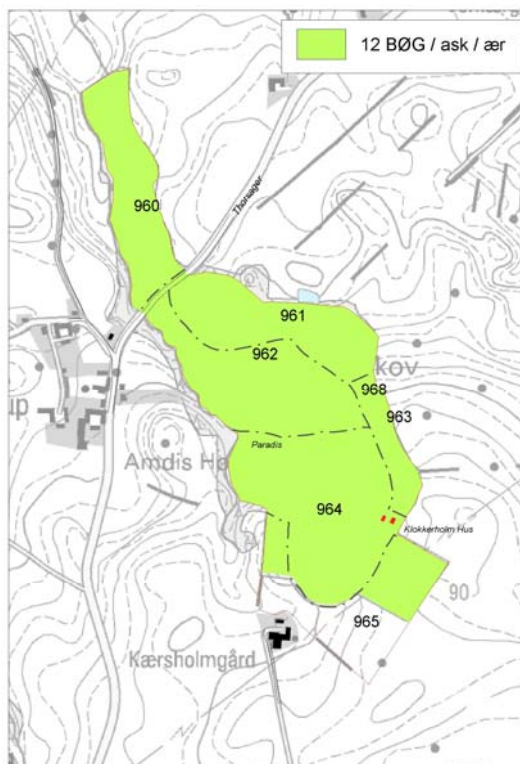 12 BØG / ask / ær
960
Thorsager
961
962
kov
968
963
up
Paradis
Amdis Hø
964
Klokkerholm Hus
90
965
Kærsholmgård